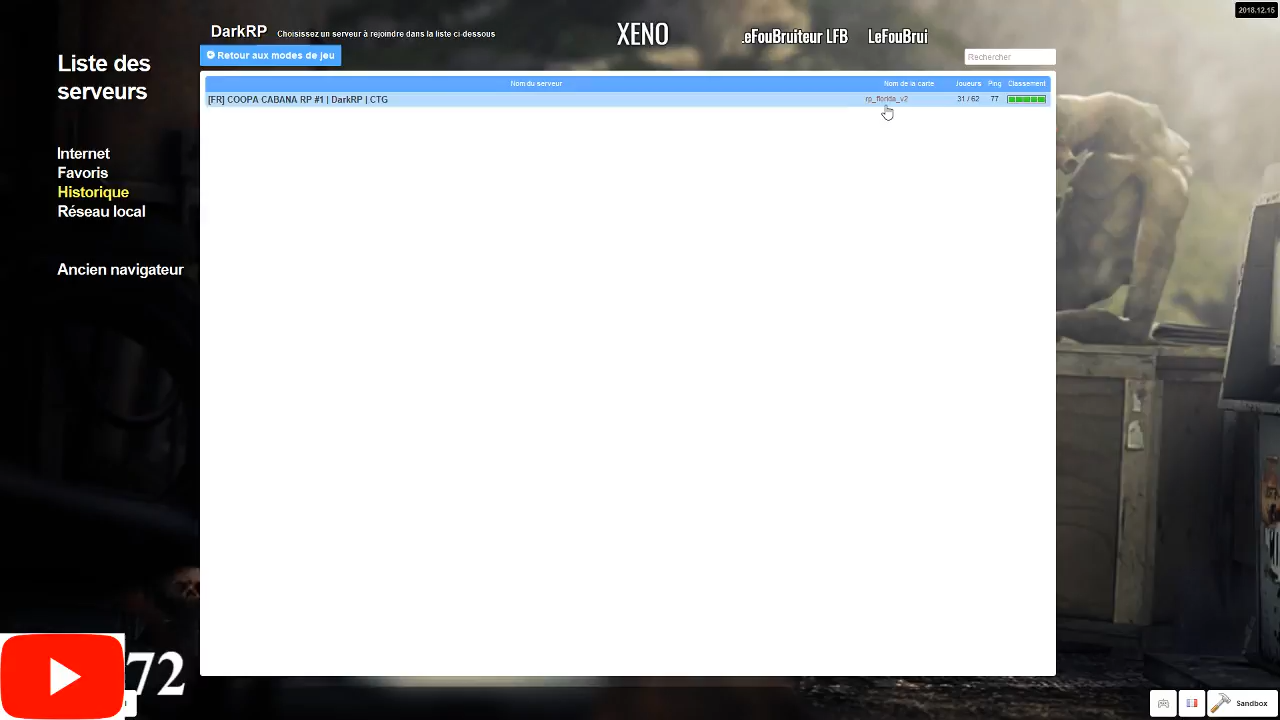 2018.12.15
DarkRP Choisissez un serveur à rejoindre dans la liste ci-dessous
XENO
.eFouBruiteur LFB LeFouBrui
Retour aux modes de jeu
Rechercher
Liste des
serveurs
Nom du serveur Nom de la carte Joueurs Ping Classement
[FR] COOPA CABANA RP #1 | DarkRP | CTG rp_florida_v2 31 / 62 77
Internet
Favoris
Historique
Réseau local
Ancien navigateur
72
Sandbox